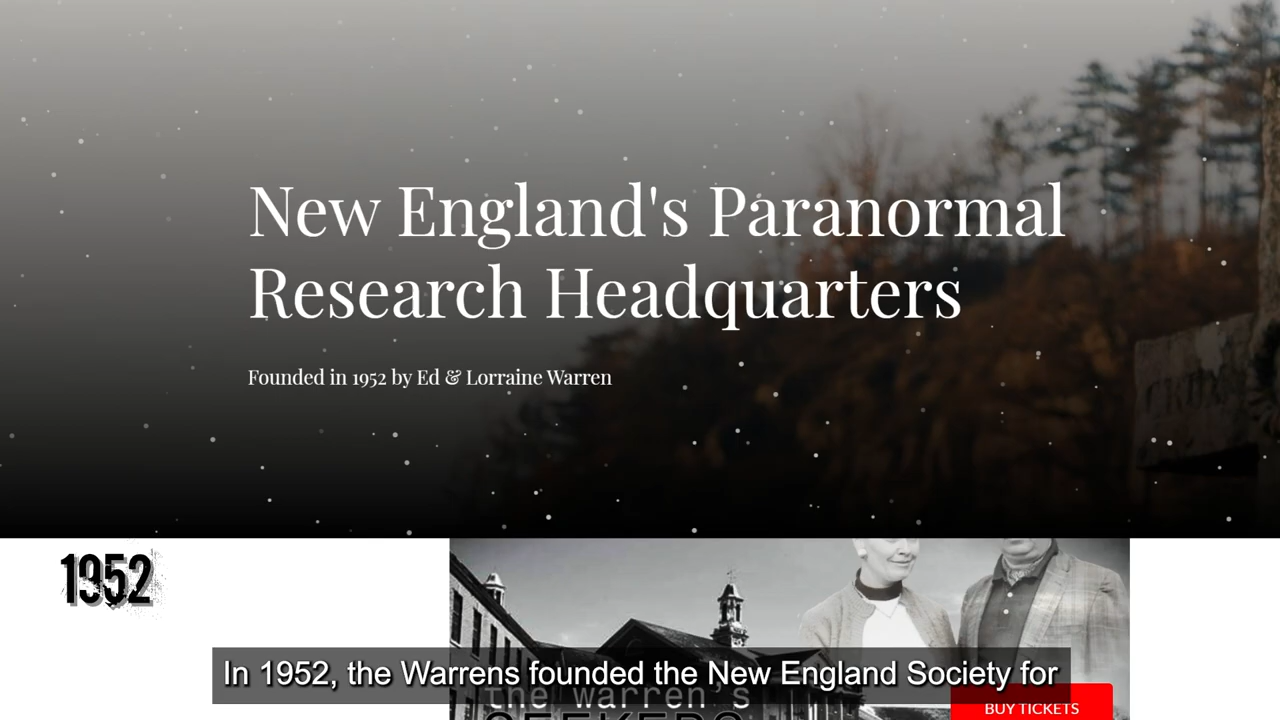 New England's Paranormal
Research Headquarters
Founded in 1952 by Ed & Lorraine Warren
1952
In 1952, the Warrens founded the New England Society for
the warren's
SEEKERS
BUY TICKETS